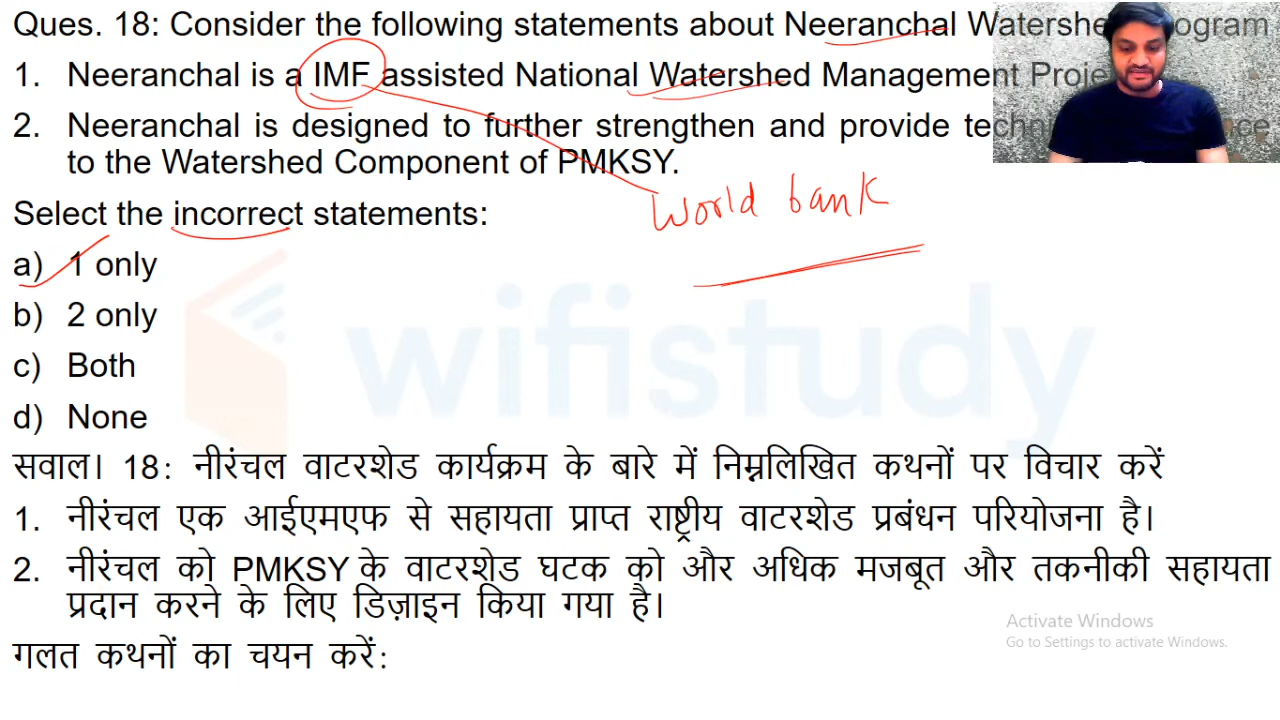 Ques. 18: Consider the following statements about Neeranchal Watershed Program
1. Neeranchal is a IMF assisted National Watershed Management Proje
2. Neeranchal is designed to further strengthen and provide techn ce
to the Watershed Component of PMKSY.
World bank
Select the incorrect statements:
a) 1 only
b) 2 only
c) Both
d) None
wifistudy
सवाल। 18: नीरंचल वाटरशेड कार्यक्रम के बारे में निम्नलिखित कथनों पर विचार करें
1. नीरंचल एक आईएमएफ से सहायता प्राप्त राष्ट्रीय वाटरशेड प्रबंधन परियोजना है।
2. नीरंचल को PMKSY के वाटरशेड घटक को और अधिक मजबूत और तकनीकी सहायता
प्रदान करने के लिए डिज़ाइन किया गया है।
Activate Windows
Go to Settings to activate Windows.
गलत कथनों का चयन करें: